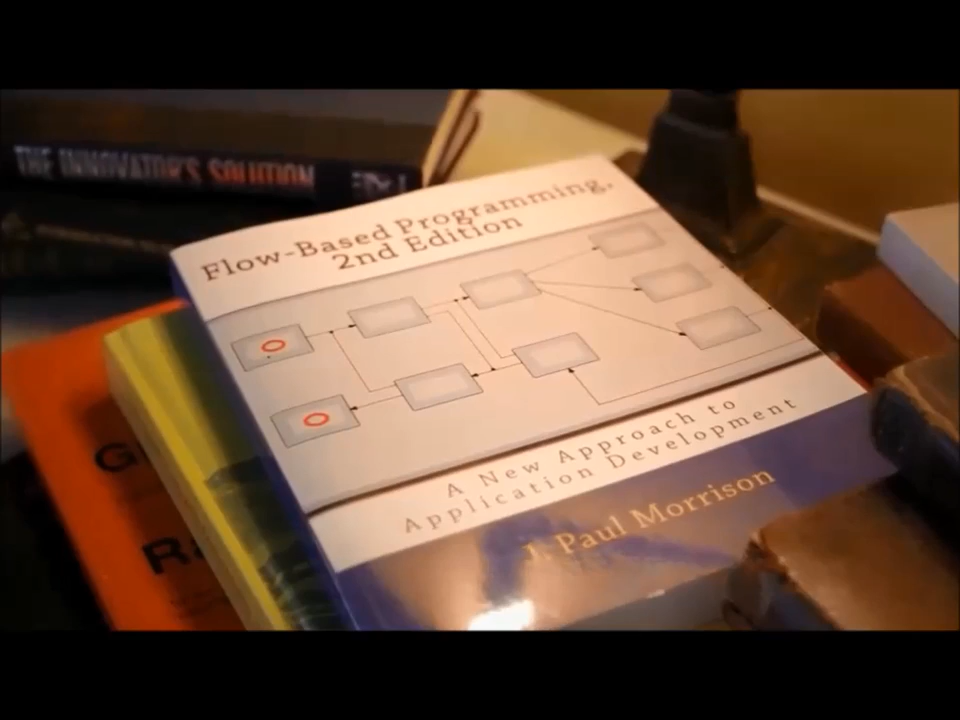 THE INNOVATOR'S SOLUTION
Flow-Based Programming,
2nd Edition
A New Approach to
Application Development
J. Paul Morrison